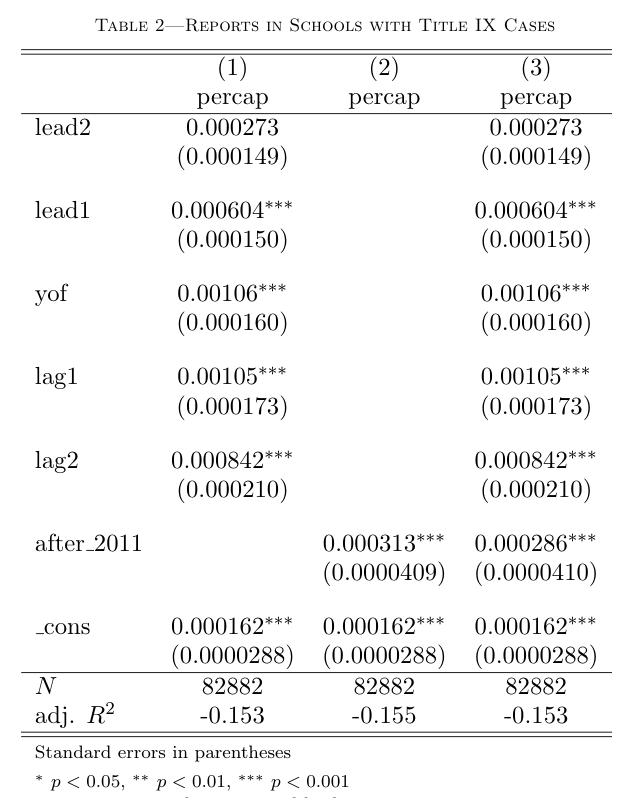 TABLE 2—REPORTS IN SCHOOLS WITH TITLE IX CASES
(1) (2) (3)
percap percap percap
lead2 0.000273 0.000273
(0.000149) (0.000149)
lead1 0.000604*** 0.000604***
(0.000150) (0.000150)
yof 0.00106*** 0.00106***
(0.000160) (0.000160)
lag1 0.00105*** 0.00105***
(0.000173) (0.000173)
lag2 0.000842*** 0.000842***
(0.000210) (0.000210)
after_2011 0.000313*** 0.000286***
(0.0000409) (0.0000410)
_cons 0.000162*** 0.000162*** 0.000162***
(0.0000288) (0.0000288) (0.0000288)
N 82882 82882 82882
adj. R² -0.153 -0.155 -0.153
Standard errors in parentheses
* p < 0.05, ** p < 0.01, *** p < 0.001